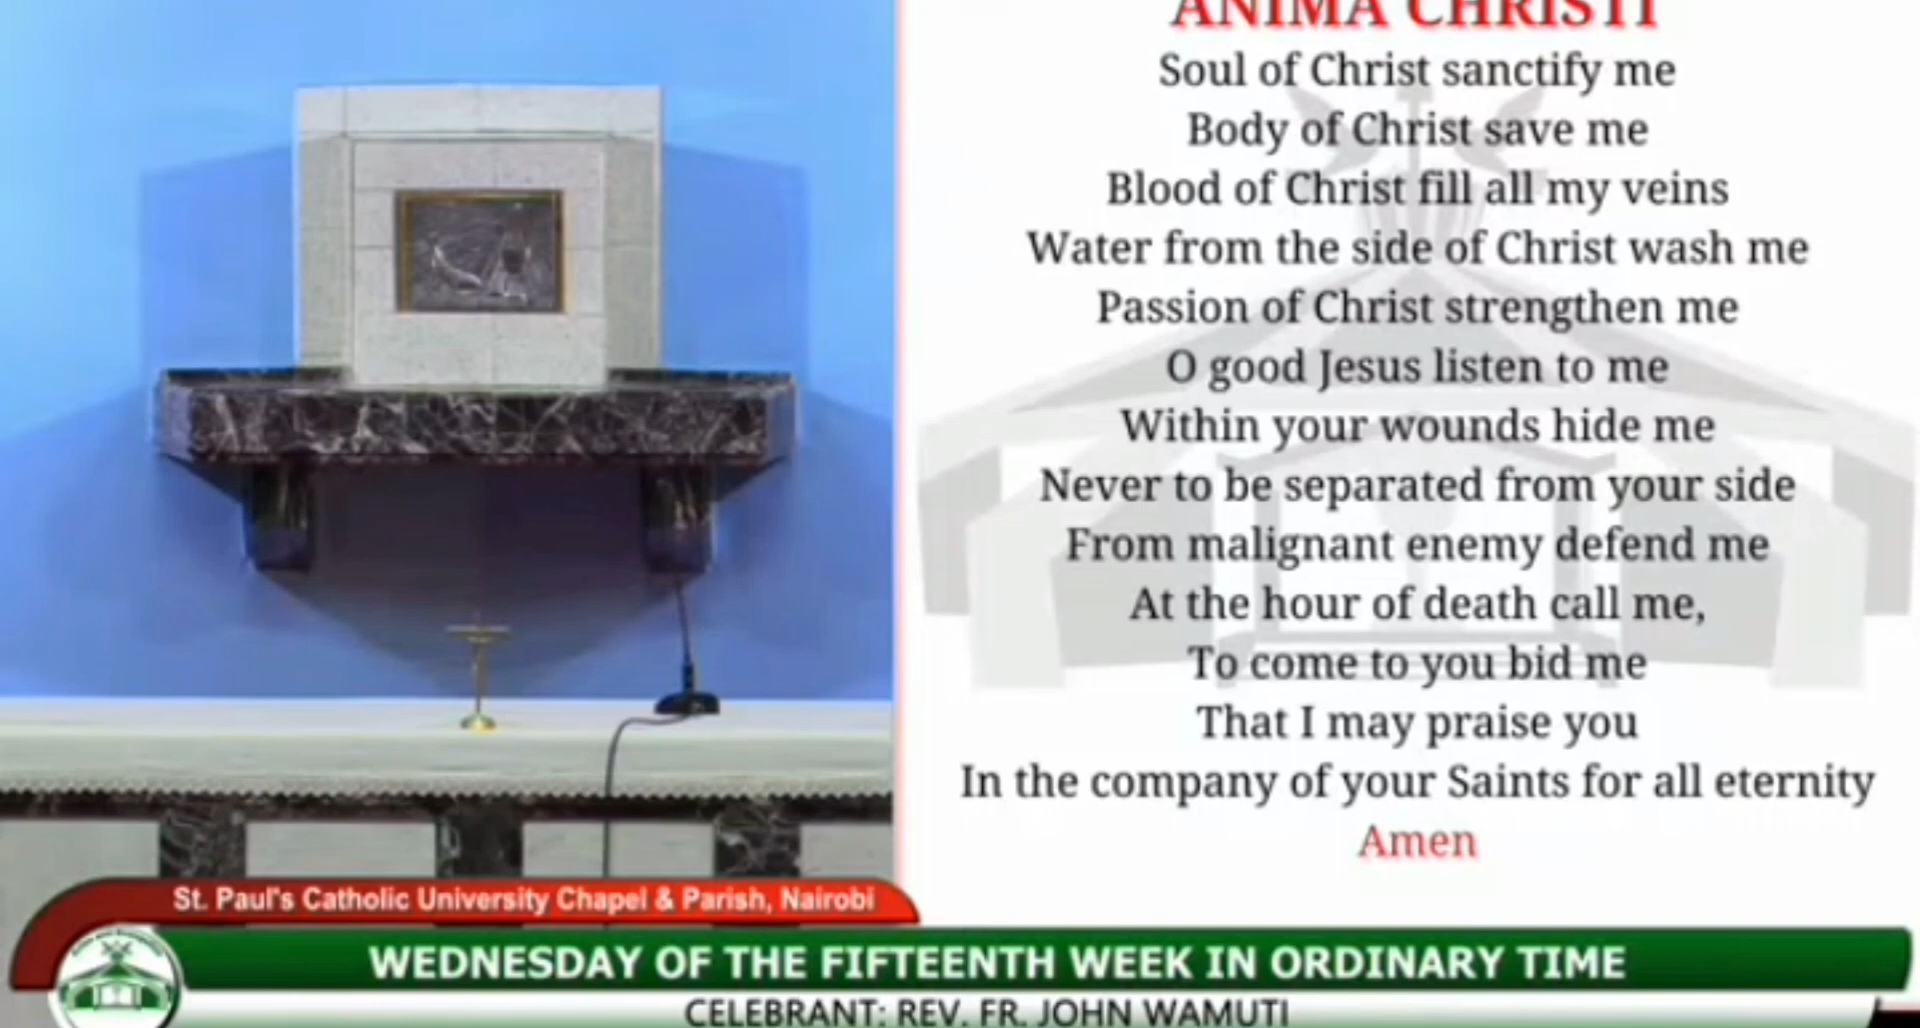 ANIMA CHRISTI
Soul of Christ sanctify me
Body of Christ save me
Blood of Christ fill all my veins
Water from the side of Christ wash me
Passion of Christ strengthen me
O good Jesus listen to me
Within your wounds hide me
Never to be separated from your side
From malignant enemy defend me
At the hour of death call me,
To come to you bid me
That I may praise you
In the company of your Saints for all eternity
Amen
St. Paul's Catholic University Chapel & Parish, Nairobi
WEDNESDAY OF THE FIFTEENTH WEEK IN ORDINARY TIME
CELEBRANT: REV. FR. JOHN WAMUTI